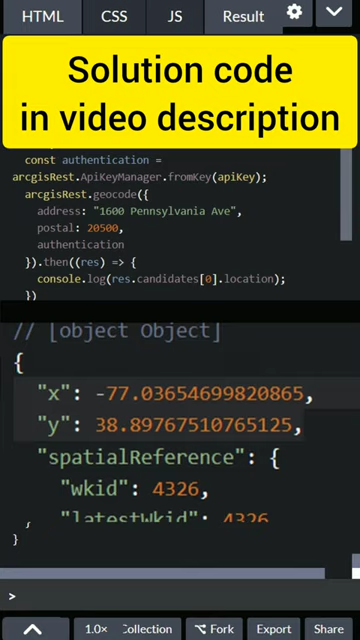 HTML CSS JS Result
Solution code
in video description
const authentication =
arcgisRest.ApiKeyManager.fromKey(apiKey);
arcgisRest.geocode({
address: "1600 Pennsylvania Ave",
postal: 20500,
authentication
}).then((res) => {
console.log(res.candidates[0].location);
})
// [object Object]
{
"x": -77.03654699820865,
"y": 38.89767510765125,
"spatialReference": {
"wkid": 4326,
"latestWkid": 4326
}
}
>
1.0× Collection Fork Export Share